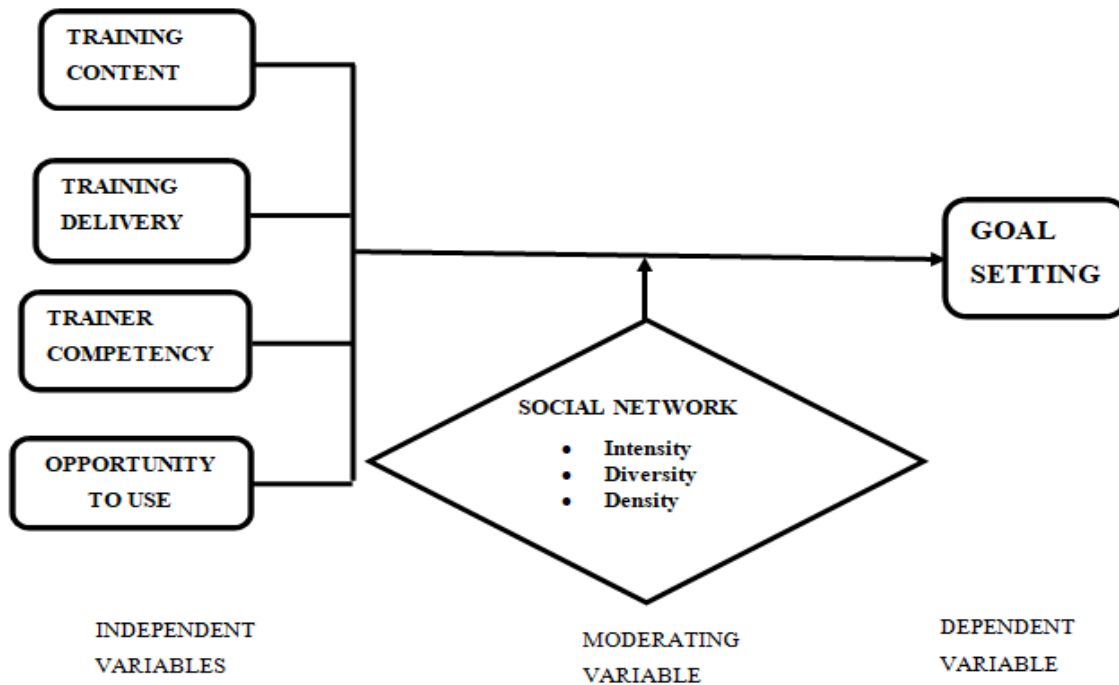 TRAINING
CONTENT
TRAINING
DELIVERY
TRAINER
COMPETENCY
OPPORTUNITY
TO USE
GOAL
SETTING
SOCIAL NETWORK
• Intensity
• Diversity
• Density
INDEPENDENT
VARIABLES
MODERATING
VARIABLE
DEPENDENT
VARIABLE